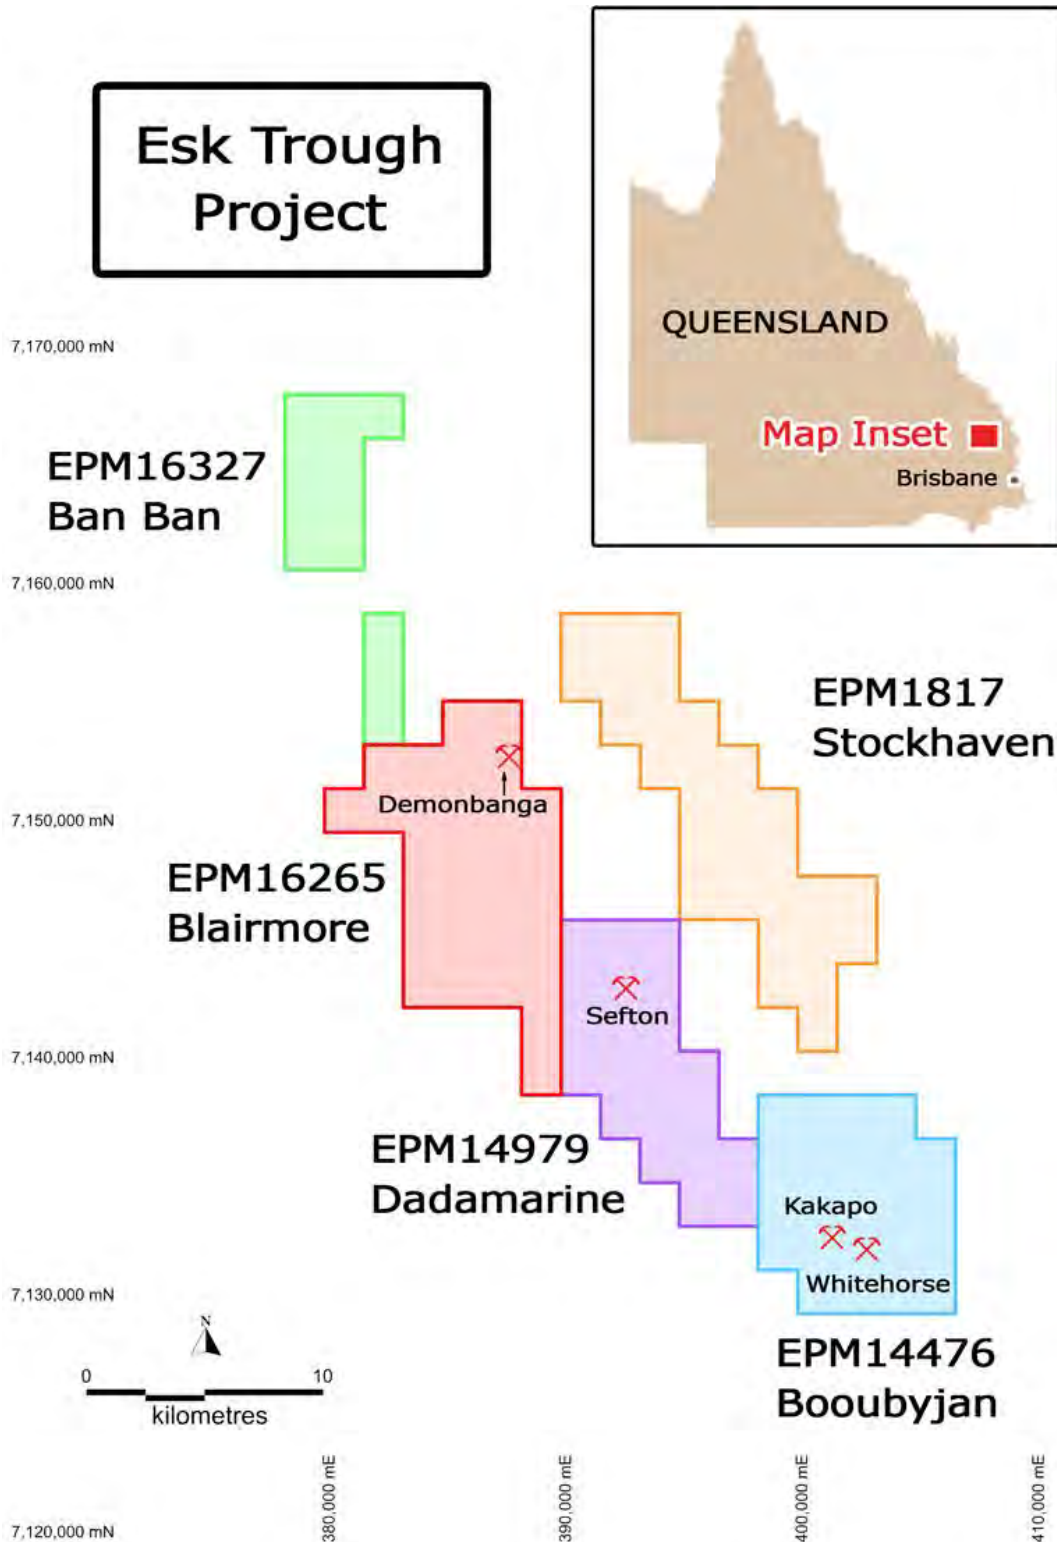 Esk Trough
Project
QUEENSLAND
Map Inset
Brisbane
7,170,000 mN
EPM16327
Ban Ban
7,160,000 mN
EPM1817
Stockhaven
Demonbanga
7,150,000 mN
EPM16265
Blairmore
Sefton
7,140,000 mN
EPM14979
Dadamarine
Kakapo
Whitehorse
7,130,000 mN
N
EPM14476
Booubyjan
0 10
kilometres
380,000 mE
390,000 mE
400,000 mE
410,000 mE
7,120,000 mN